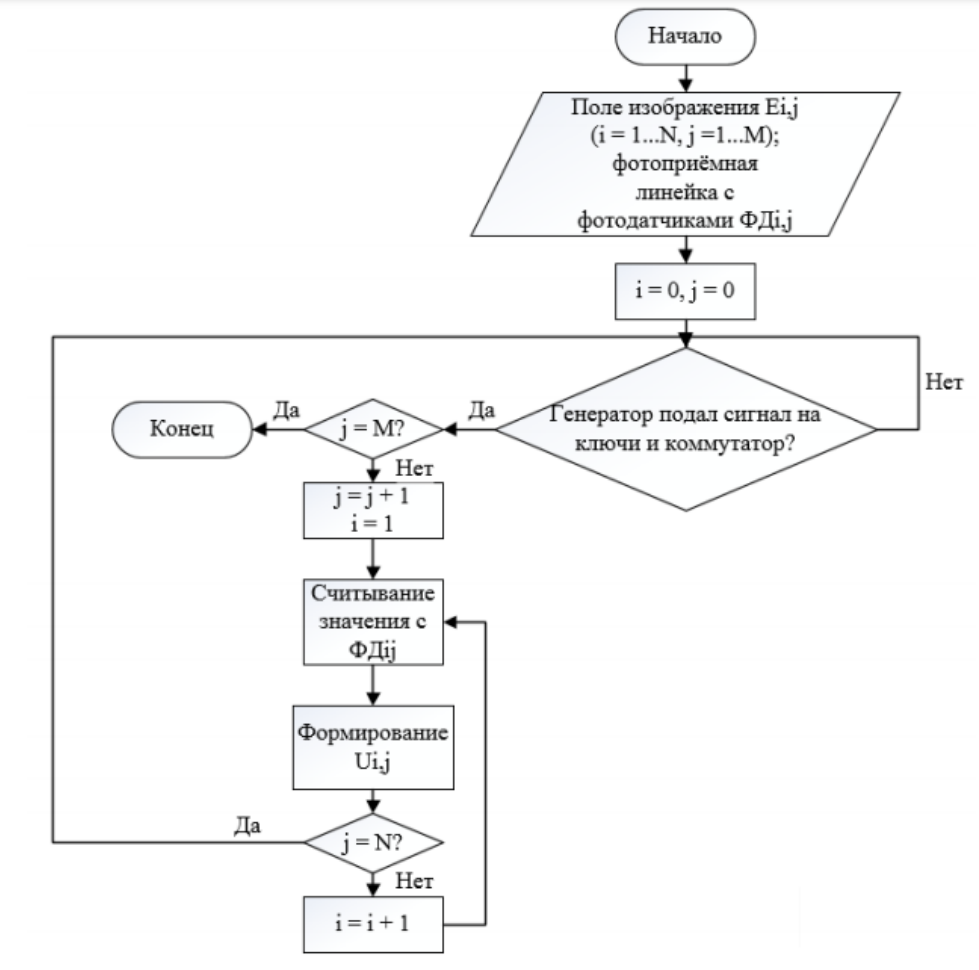 Начало
Поле изображения Ei,j
(i = 1...N, j =1...M);
фотоприёмная
линейка с
фотодатчиками ФДi,j
i = 0, j = 0
Нет
Генератор подал сигнал на
ключи и коммутатор?
Да
j = M?
Да
Конец
Нет
j = j + 1
i = 1
Считывание
значения с
ФДij
Формирование
Ui,j
Да
j = N?
Нет
i = i + 1